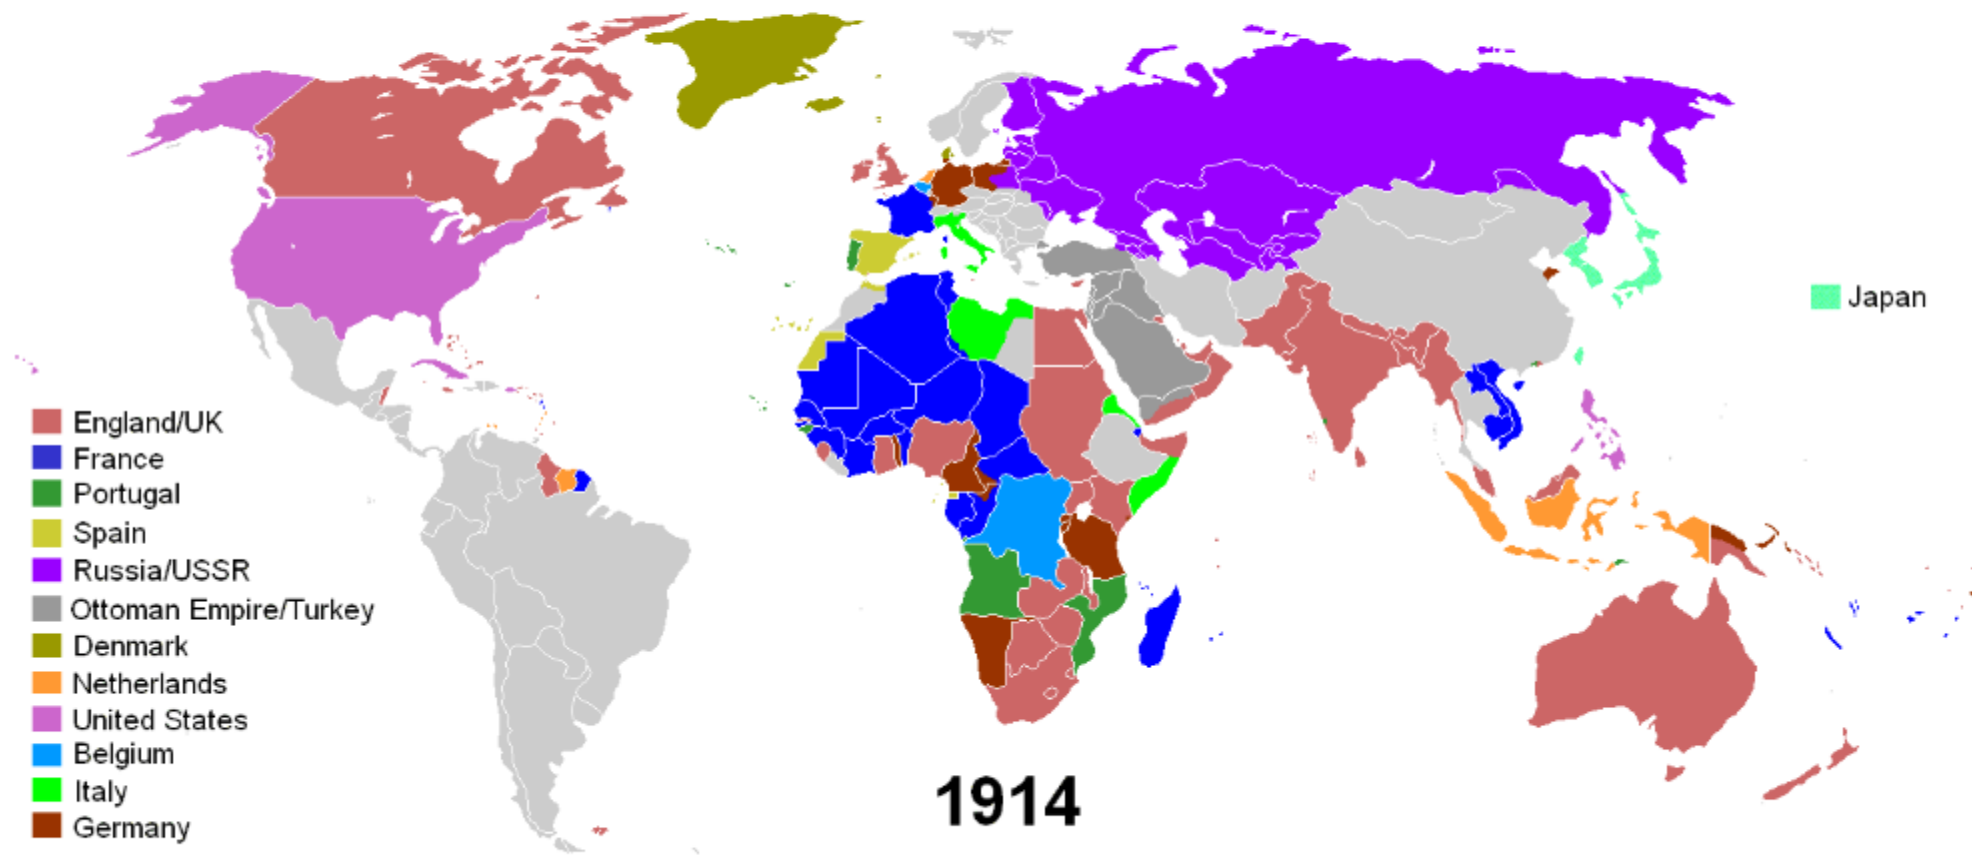 Japan
England/UK
France
Portugal
Spain
Russia/USSR
Ottoman Empire/Turkey
Denmark
Netherlands
United States
Belgium
Italy
Germany
1914